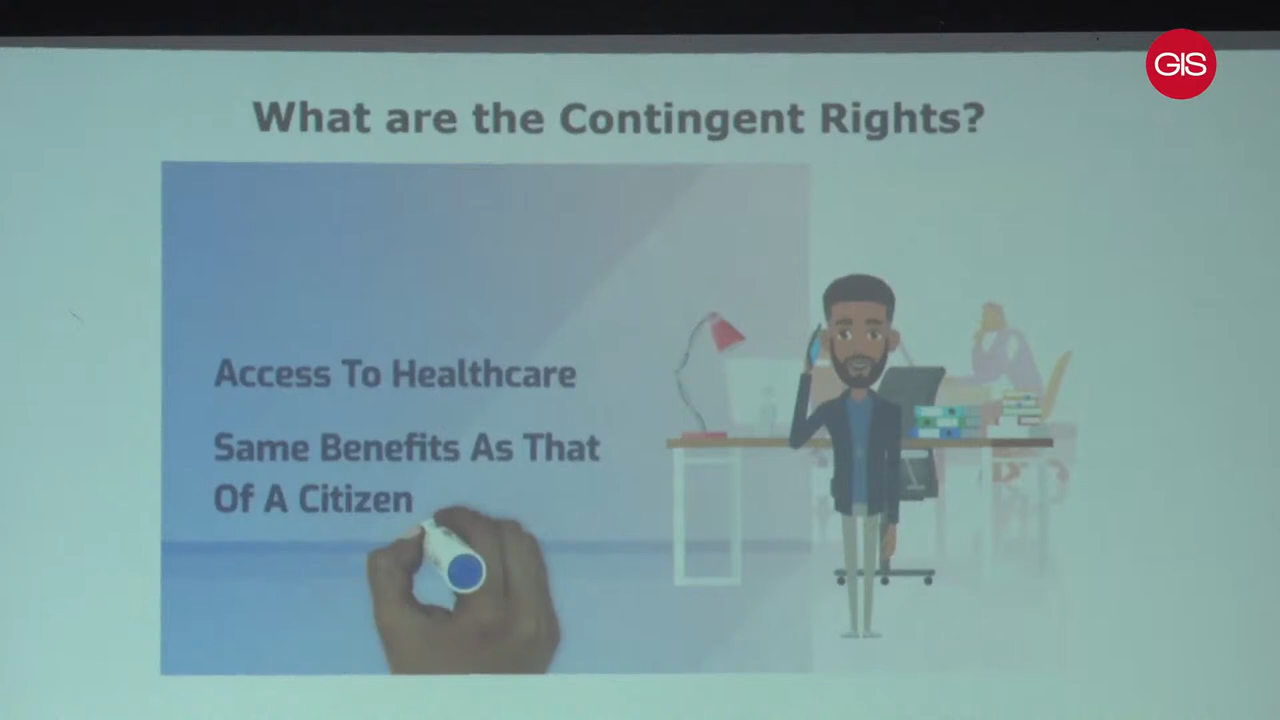 GIS
What are the Contingent Rights?
Access To Healthcare
Same Benefits As That
Of A Citizen